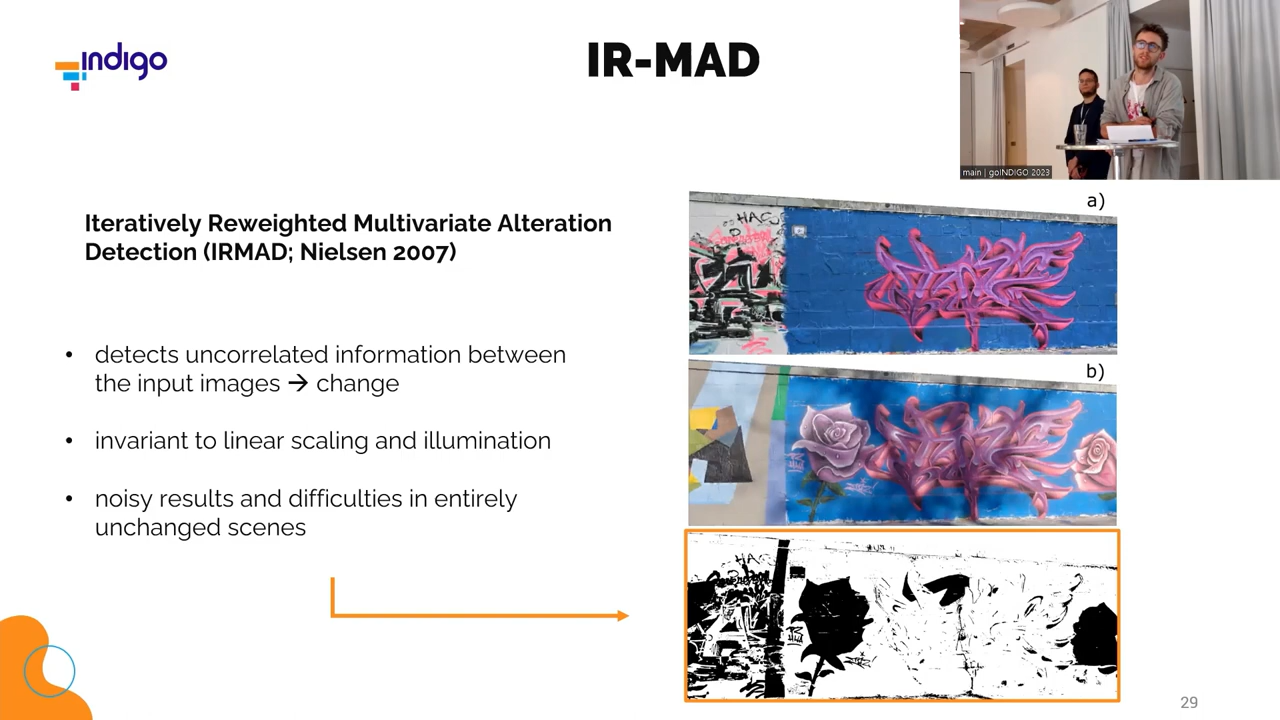 indigo
IR-MAD
main | goINDIGO 2023
Iteratively Reweighted Multivariate Alteration
Detection (IRMAD; Nielsen 2007)
• detects uncorrelated information between
the input images → change
• invariant to linear scaling and illumination
• noisy results and difficulties in entirely
unchanged scenes
a)
b)
29